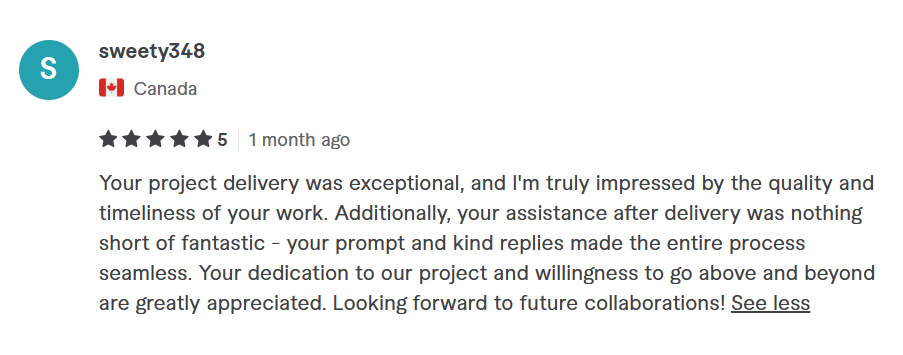 S
sweety348
Canada
5 1 month ago
Your project delivery was exceptional, and I'm truly impressed by the quality and
timeliness of your work. Additionally, your assistance after delivery was nothing
short of fantastic - your prompt and kind replies made the entire process
seamless. Your dedication to our project and willingness to go above and beyond
are greatly appreciated. Looking forward to future collaborations! See less